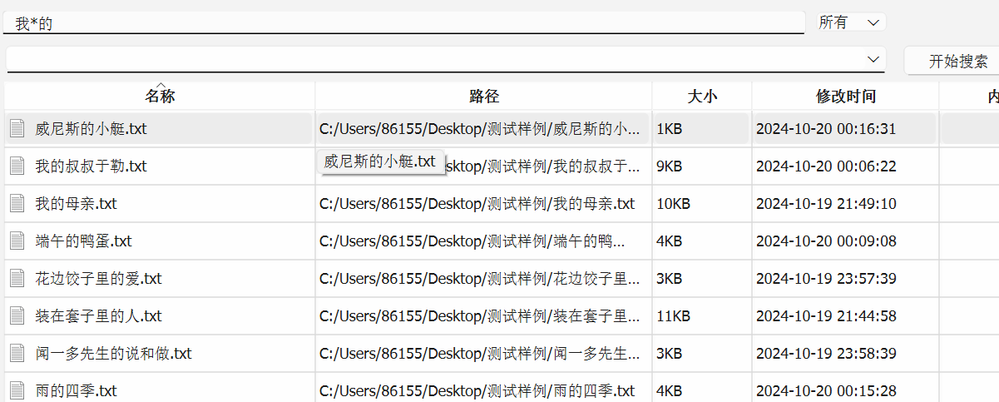 我*的 所有
开始搜索
名称 路径 大小 修改时间 内
威尼斯的小艇.txt C:/Users/86155/Desktop/测试样例/威尼斯的小... 1KB 2024-10-20 00:16:31
威尼斯的小艇.txt
我的叔叔于勒.txt sktop/测试样例/我的叔叔于... 9KB 2024-10-20 00:06:22
我的母亲.txt C:/Users/86155/Desktop/测试样例/我的母亲.txt 10KB 2024-10-19 21:49:10
端午的鸭蛋.txt C:/Users/86155/Desktop/测试样例/端午的鸭... 4KB 2024-10-20 00:09:08
花边饺子里的爱.txt C:/Users/86155/Desktop/测试样例/花边饺子里... 3KB 2024-10-19 23:57:39
装在套子里的人.txt C:/Users/86155/Desktop/测试样例/装在套子里... 11KB 2024-10-19 21:44:58
闻一多先生的说和做.txt C:/Users/86155/Desktop/测试样例/闻一多先生... 3KB 2024-10-19 23:58:39
雨的四季.txt C:/Users/86155/Desktop/测试样例/雨的四季.txt 4KB 2024-10-20 00:15:28